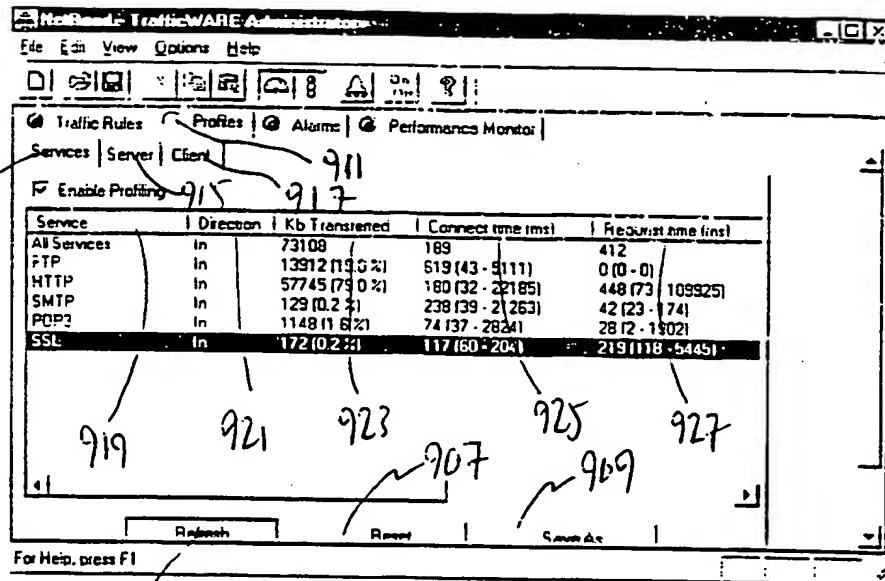 TrafficWARE Administrator
File Edit View Options Help
Traffic Rules Profiles Alarms Performance Monitor
911
Services Server Client
Enable Profiling 915 917
Service Direction Kb Transferred Connect time (ms) Request time (ms)
All Services In 73108 189 412
FTP In 13912 (19.0 %) 619 (43 - 9111) 0 (0 - 0)
HTTP In 57745 (79.0 %) 180 (32 - 22185) 448 (73 - 109925)
SMTP In 129 (0.2 %) 238 (39 - 21263) 42 (23 - 174)
POP3 In 1148 (1.6 %) 74 (37 - 2824) 28 (2 - 1902)
SSL In 172 (0.2 %) 117 (60 - 204) 219 (118 - 5445)
919 921 923 925 927
907 909
Refresh Reset Save As
For Help, press F1